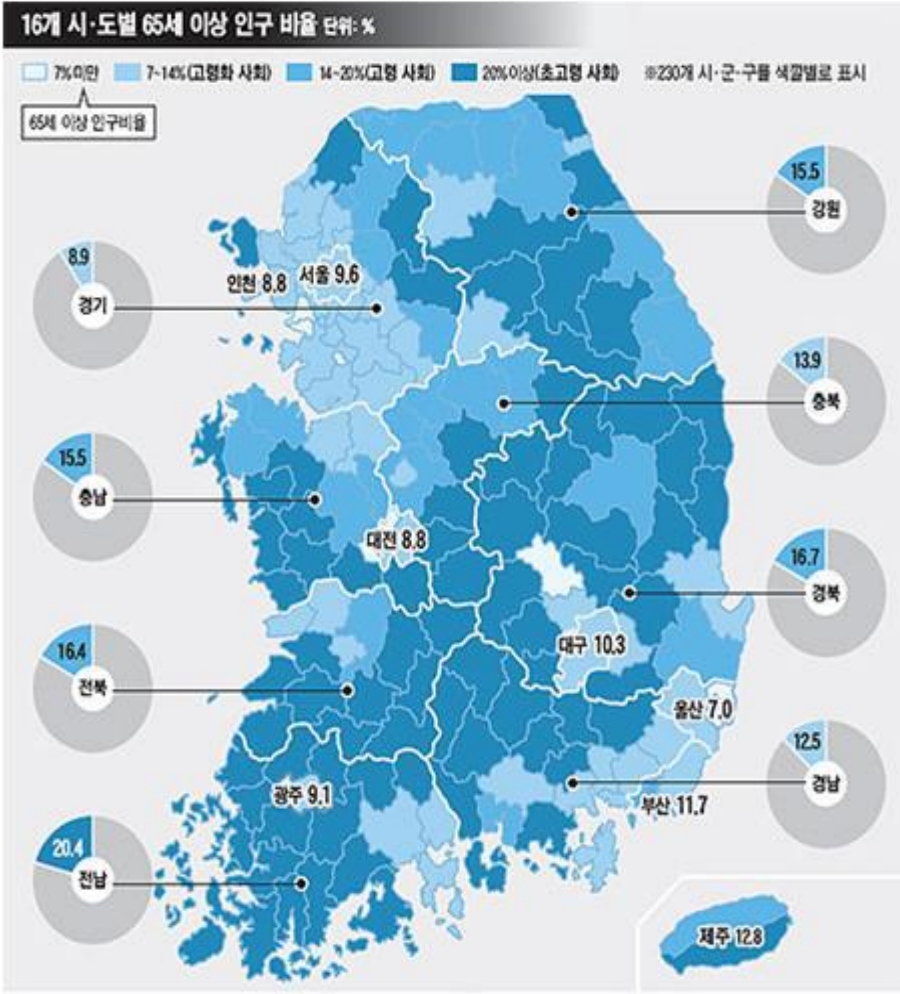 16개 시·도별 65세 이상 인구 비율 단위: %
7% 미만 7~14%(고령화 사회) 14~20%(고령 사회) 20%이상(초고령 사회) ※230개 시·군·구를 색깔별로 표시
65세 이상 인구비율
15.5
강원
8.9
경기
인천 8.8
서울 9.6
13.9
충북
15.5
충남
대전 8.8
16.7
경북
대구 10.3
16.4
전북
울산 7.0
12.5
경남
부산 11.7
광주 9.1
20.4
전남
제주 12.8